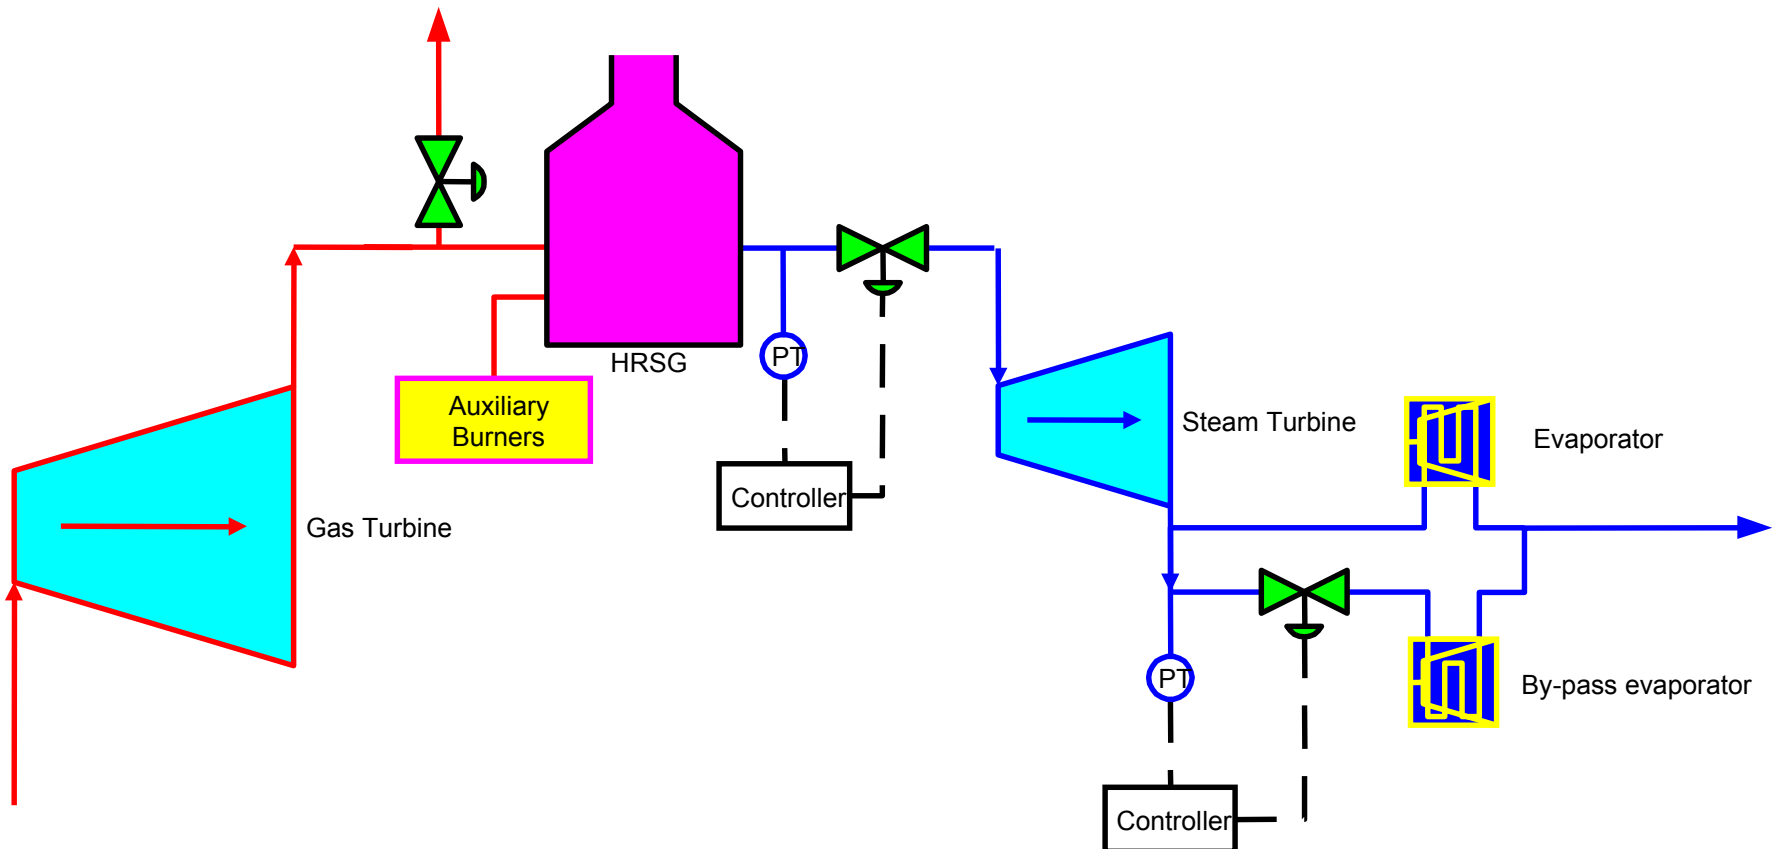 HRSG
PT
Auxiliary
Burners
Steam Turbine
Evaporator
Controller
Gas Turbine
PT
By-pass evaporator
Controller